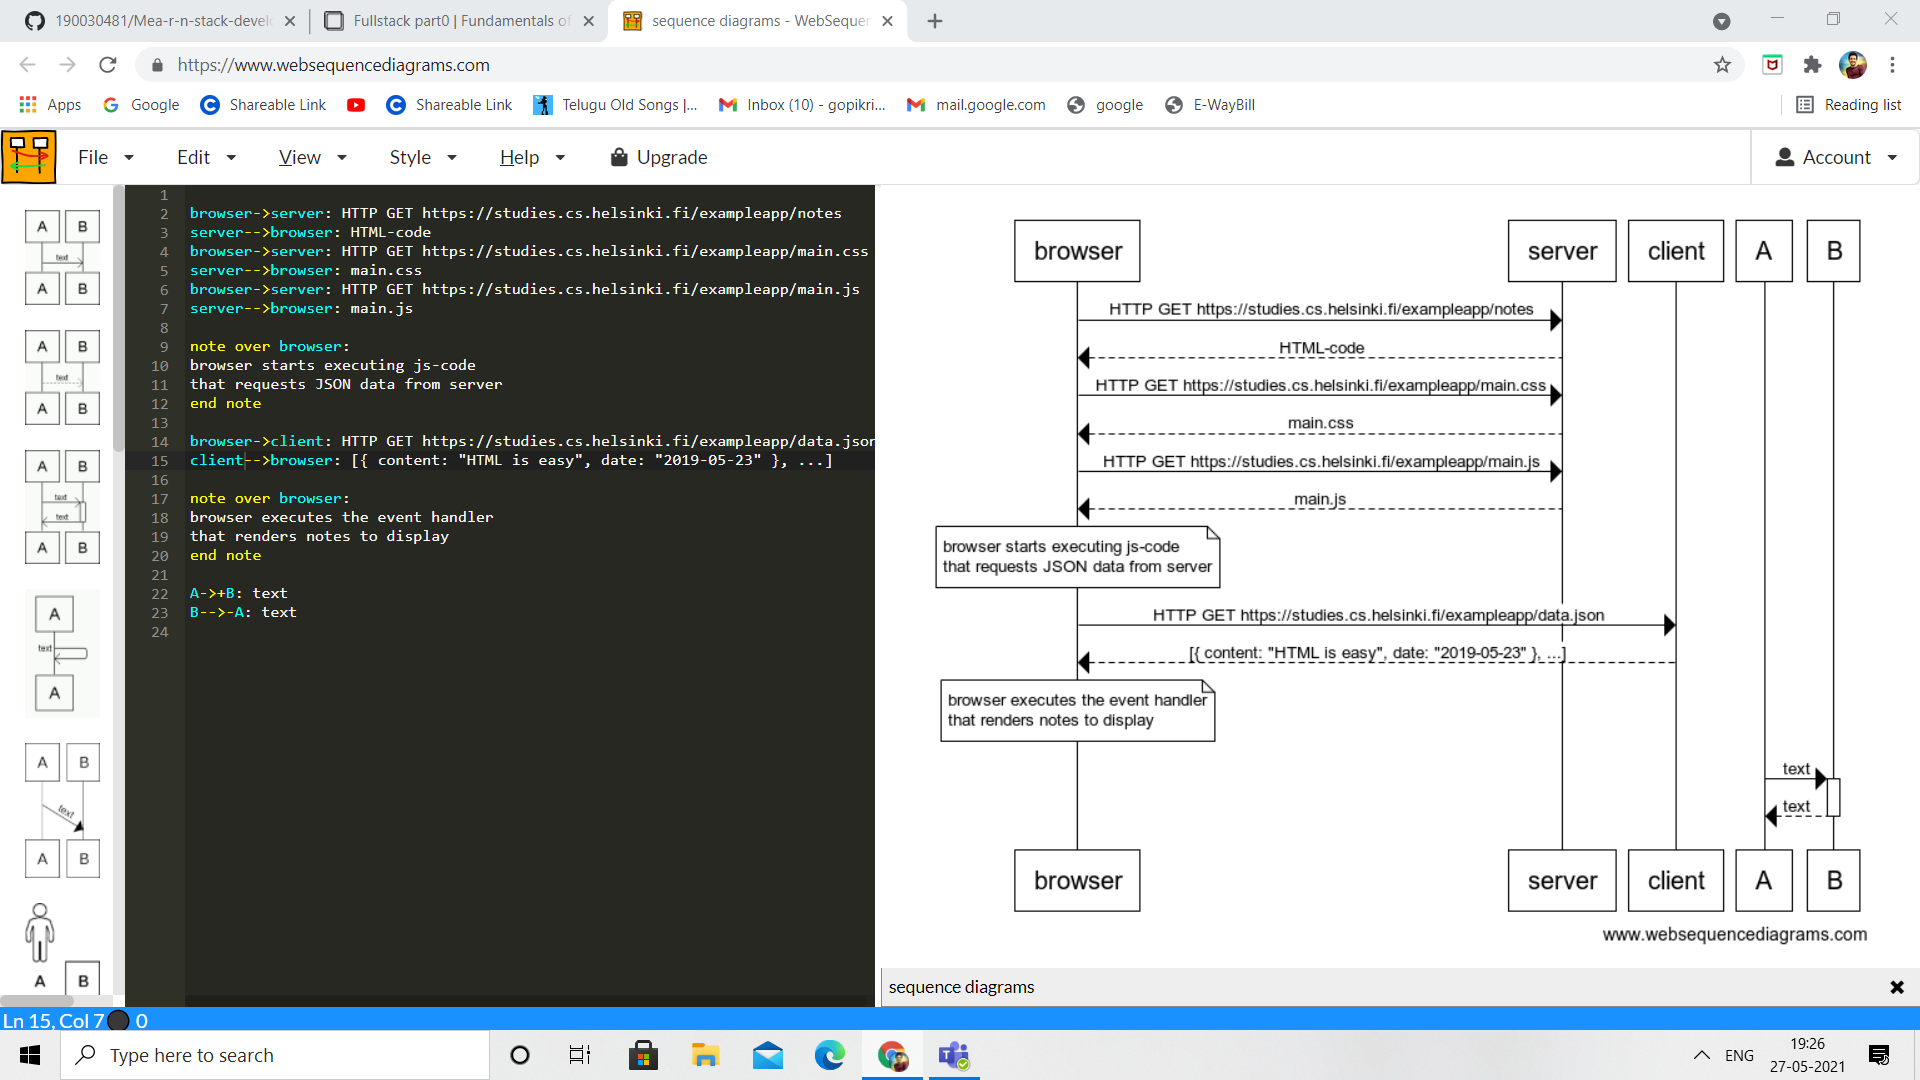 190030481/Mea-r-n-stack-devel
Fullstack part0 | Fundamentals of
sequence diagrams - WebSequen
https://www.websequencediagrams.com
Apps
Google
Shareable Link
Shareable Link
Telugu Old Songs |...
Inbox (10) - gopikri...
mail.google.com
google
E-WayBill
Reading list
File
Edit
View
Style
Help
Upgrade
Account
A B
text
A B
A B
text
A B
A B
text
text
A B
A
text
A
A B
text
A B
A B
1
2 browser->server: HTTP GET https://studies.cs.helsinki.fi/exampleapp/notes
3 server-->browser: HTML-code
4 browser->server: HTTP GET https://studies.cs.helsinki.fi/exampleapp/main.css
5 server-->browser: main.css
6 browser->server: HTTP GET https://studies.cs.helsinki.fi/exampleapp/main.js
7 server-->browser: main.js
8
9 note over browser:
10 browser starts executing js-code
11 that requests JSON data from server
12 end note
13
14 browser->client: HTTP GET https://studies.cs.helsinki.fi/exampleapp/data.json
15 client-->browser: [{ content: "HTML is easy", date: "2019-05-23" }, ...]
16
17 note over browser:
18 browser executes the event handler
19 that renders notes to display
20 end note
21
22 A->+B: text
23 B-->-A: text
24
browser server client A B
HTTP GET https://studies.cs.helsinki.fi/exampleapp/notes
HTML-code
HTTP GET https://studies.cs.helsinki.fi/exampleapp/main.css
main.css
HTTP GET https://studies.cs.helsinki.fi/exampleapp/main.js
main.js
browser starts executing js-code
that requests JSON data from server
HTTP GET https://studies.cs.helsinki.fi/exampleapp/data.json
[{ content: "HTML is easy", date: "2019-05-23" }, ...]
browser executes the event handler
that renders notes to display
text
text
browser server client A B
www.websequencediagrams.com
sequence diagrams
Ln 15, Col 7 0
Type here to search
ENG
19:26
27-05-2021